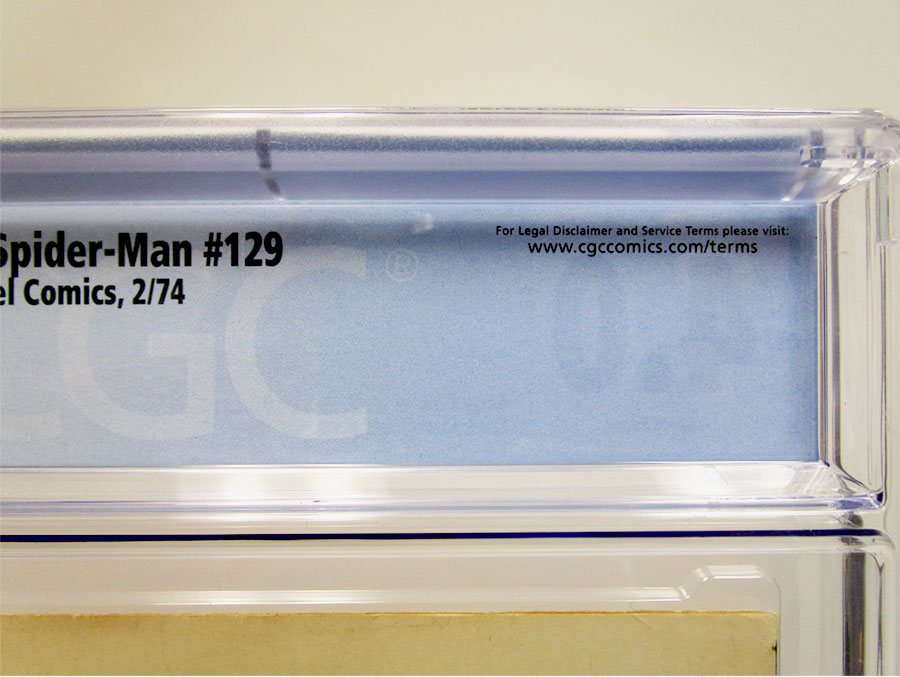 Spider-Man #129
el Comics, 2/74
For Legal Disclaimer and Service Terms please visit:
www.cgccomics.com/terms
CGC®